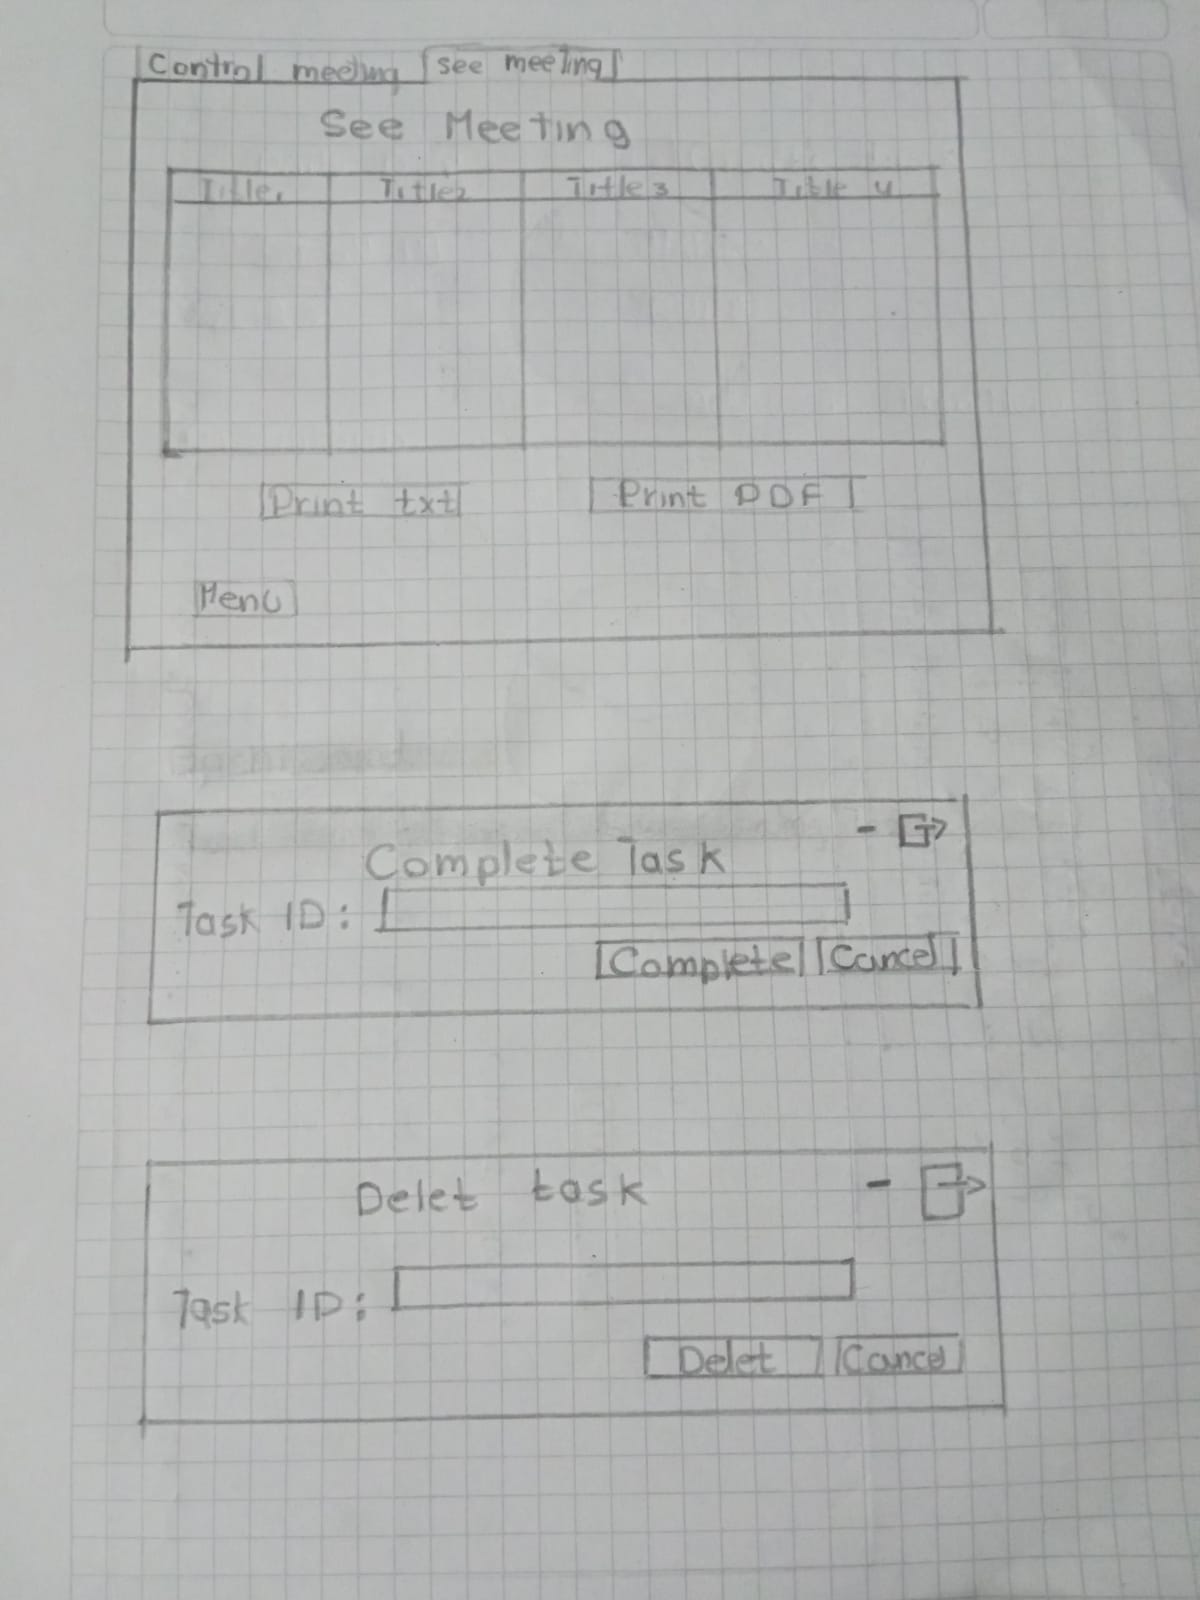 Control meeting see meeting
See Meeting
Title1 Title2 Title3 Title 4
Print txt Print PDF
Menu
Complete Task
Task ID:
Complete Cancel
Delet task
Task ID:
Delet Cancel